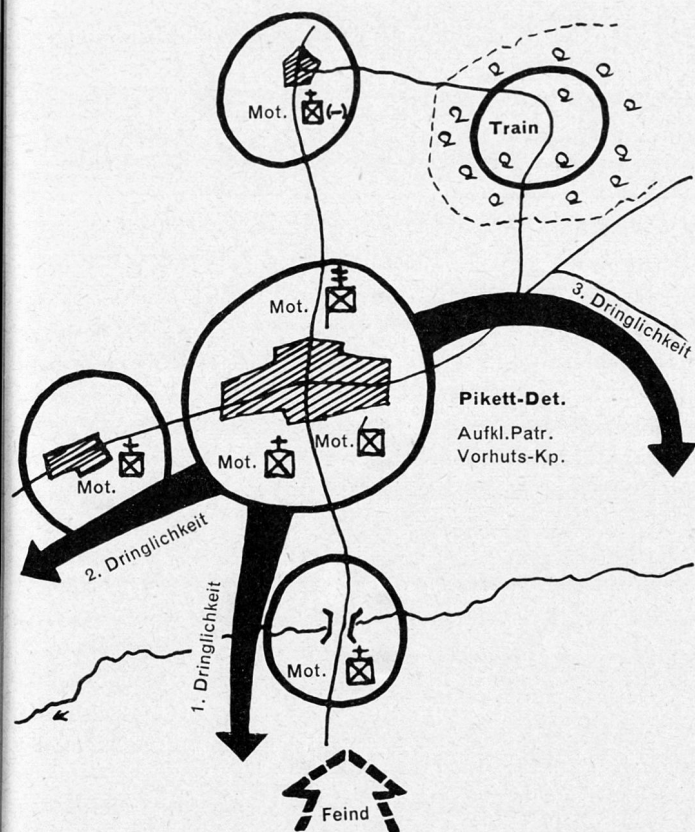 Mot.
(–)
Train
3. Dringlichkeit
Mot.
Pikett-Det.
Aufkl.Patr.
Vorhuts-Kp.
Mot.
Mot.
Mot.
2. Dringlichkeit
1. Dringlichkeit
Mot.
Feind